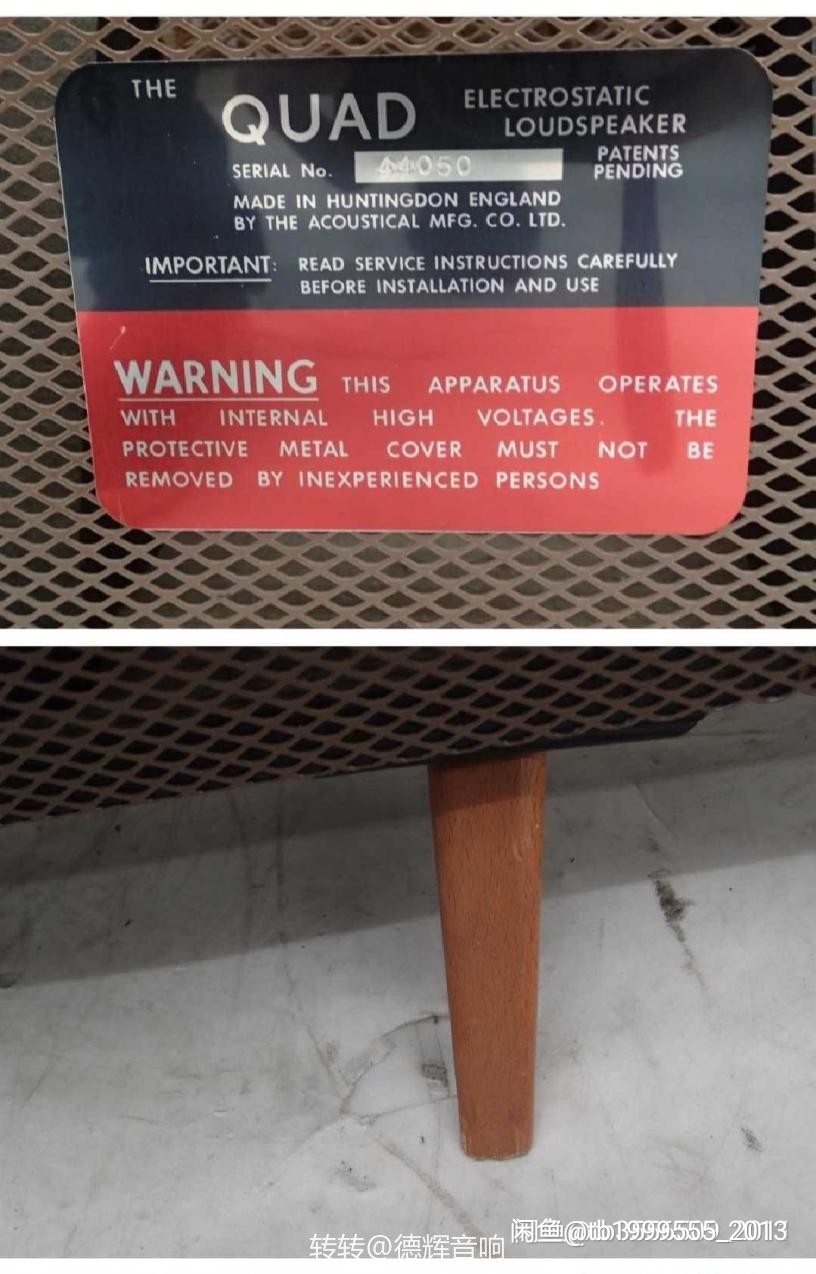 THE
QUAD
ELECTROSTATIC
LOUDSPEAKER
SERIAL No. 44050
PATENTS
PENDING
MADE IN HUNTINGDON ENGLAND
BY THE ACOUSTICAL MFG. CO. LTD.
IMPORTANT: READ SERVICE INSTRUCTIONS CAREFULLY
BEFORE INSTALLATION AND USE
WARNING THIS APPARATUS OPERATES
WITH INTERNAL HIGH VOLTAGES. THE
PROTECTIVE METAL COVER MUST NOT BE
REMOVED BY INEXPERIENCED PERSONS
转转@德辉音响